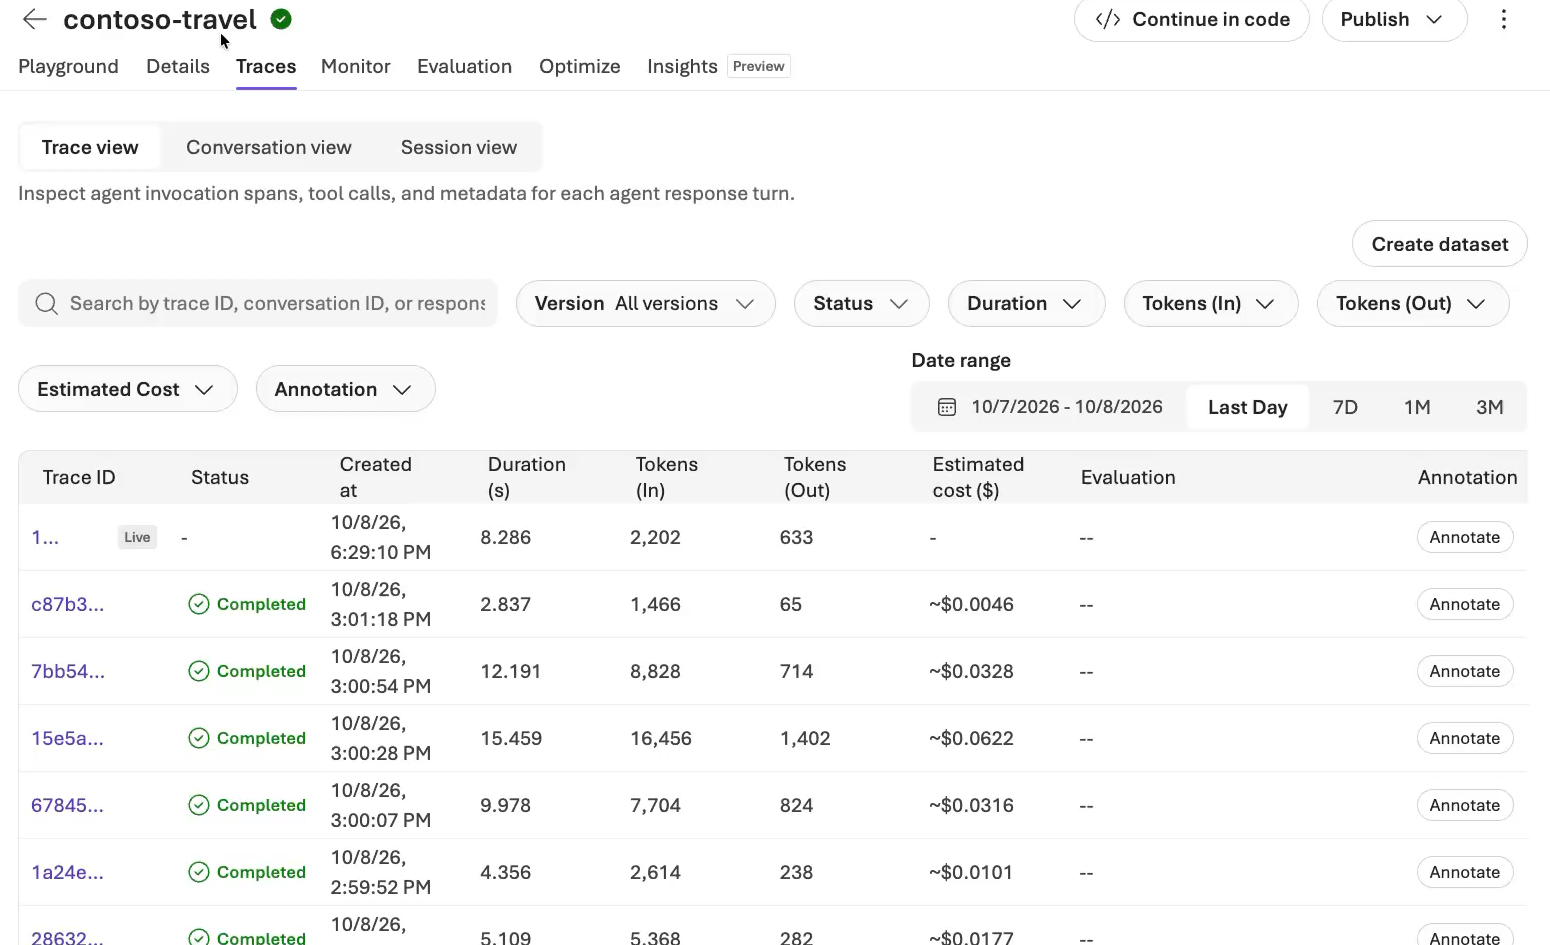 contoso-travel
Continue in code
Publish
Playground Details Traces Monitor Evaluation Optimize Insights Preview
Trace view Conversation view Session view
Inspect agent invocation spans, tool calls, and metadata for each agent response turn.
Create dataset
Search by trace ID, conversation ID, or respons
Version All versions
Status
Duration
Tokens (In)
Tokens (Out)
Estimated Cost
Annotation
Date range
10/7/2026 - 10/8/2026 Last Day 7D 1M 3M
Trace ID Status Created at Duration (s) Tokens (In) Tokens (Out) Estimated cost ($) Evaluation Annotation
1... Live - 10/8/26, 6:29:10 PM 8.286 2,202 633 - -- Annotate
c87b3... Completed 10/8/26, 3:01:18 PM 2.837 1,466 65 ~$0.0046 -- Annotate
7bb54... Completed 10/8/26, 3:00:54 PM 12.191 8,828 714 ~$0.0328 -- Annotate
15e5a... Completed 10/8/26, 3:00:28 PM 15.459 16,456 1,402 ~$0.0622 -- Annotate
67845... Completed 10/8/26, 3:00:07 PM 9.978 7,704 824 ~$0.0316 -- Annotate
1a24e... Completed 10/8/26, 2:59:52 PM 4.356 2,614 238 ~$0.0101 -- Annotate
28632... Completed 10/8/26, 5.109 5,368 282 ~$0.0177 -- Annotate